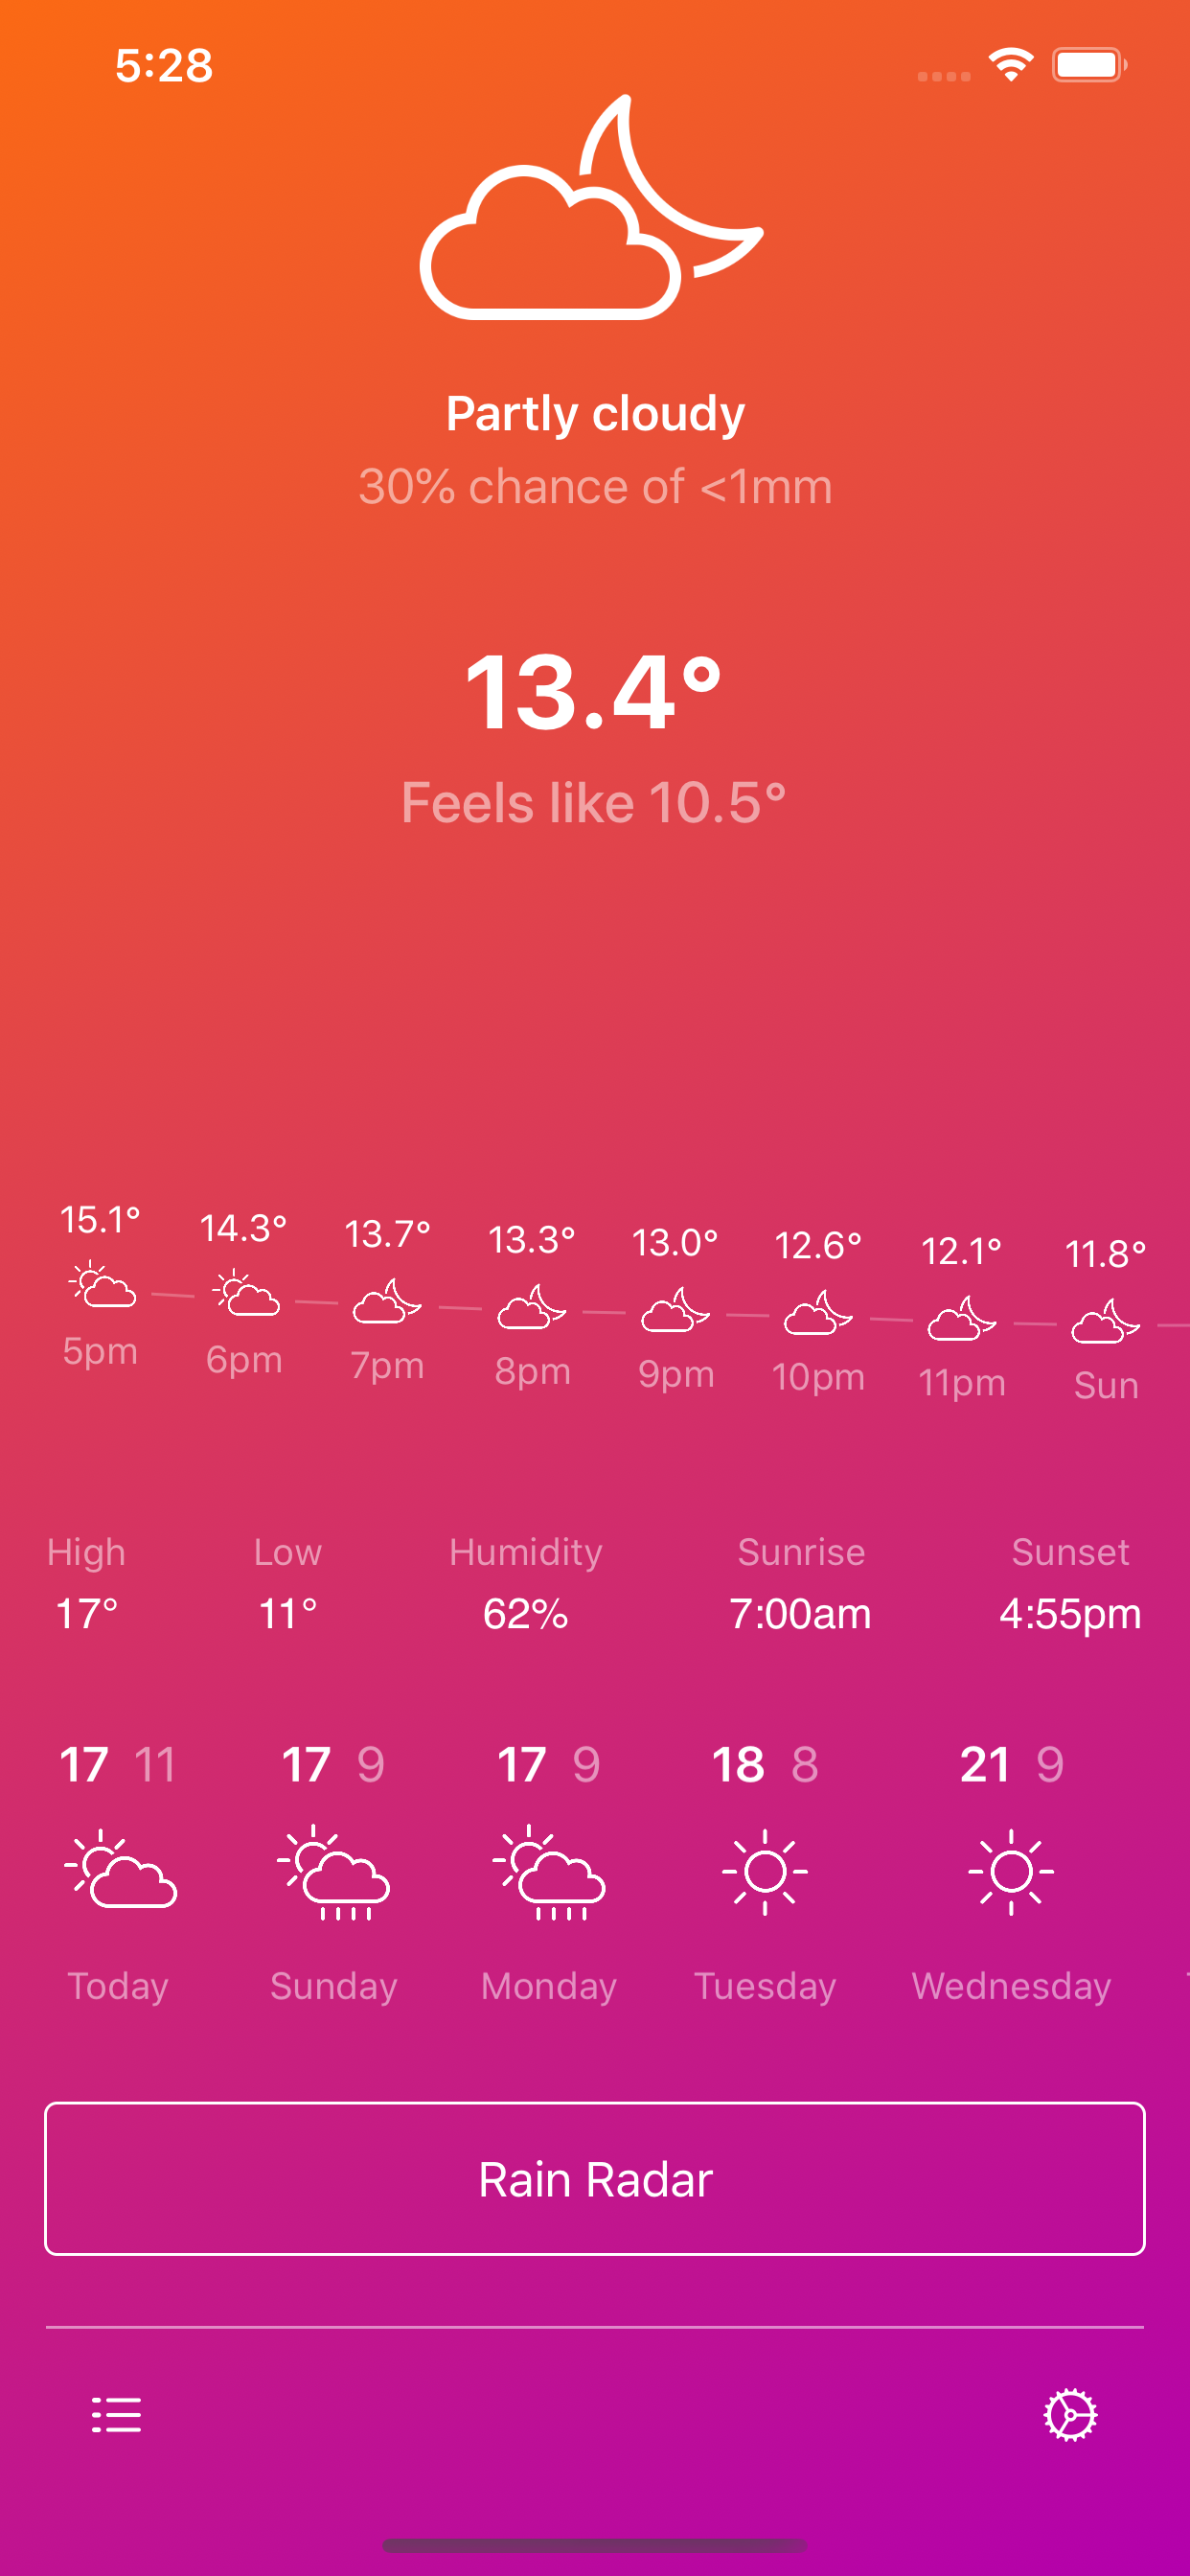 5:28
Partly cloudy
30% chance of <1mm
13.4°
Feels like 10.5°
15.1° 14.3° 13.7° 13.3° 13.0° 12.6° 12.1° 11.8°
5pm 6pm 7pm 8pm 9pm 10pm 11pm Sun
High Low Humidity Sunrise Sunset
17° 11° 62% 7:00am 4:55pm
17 11 17 9 17 9 18 8 21 9
Today Sunday Monday Tuesday Wednesday
Rain Radar